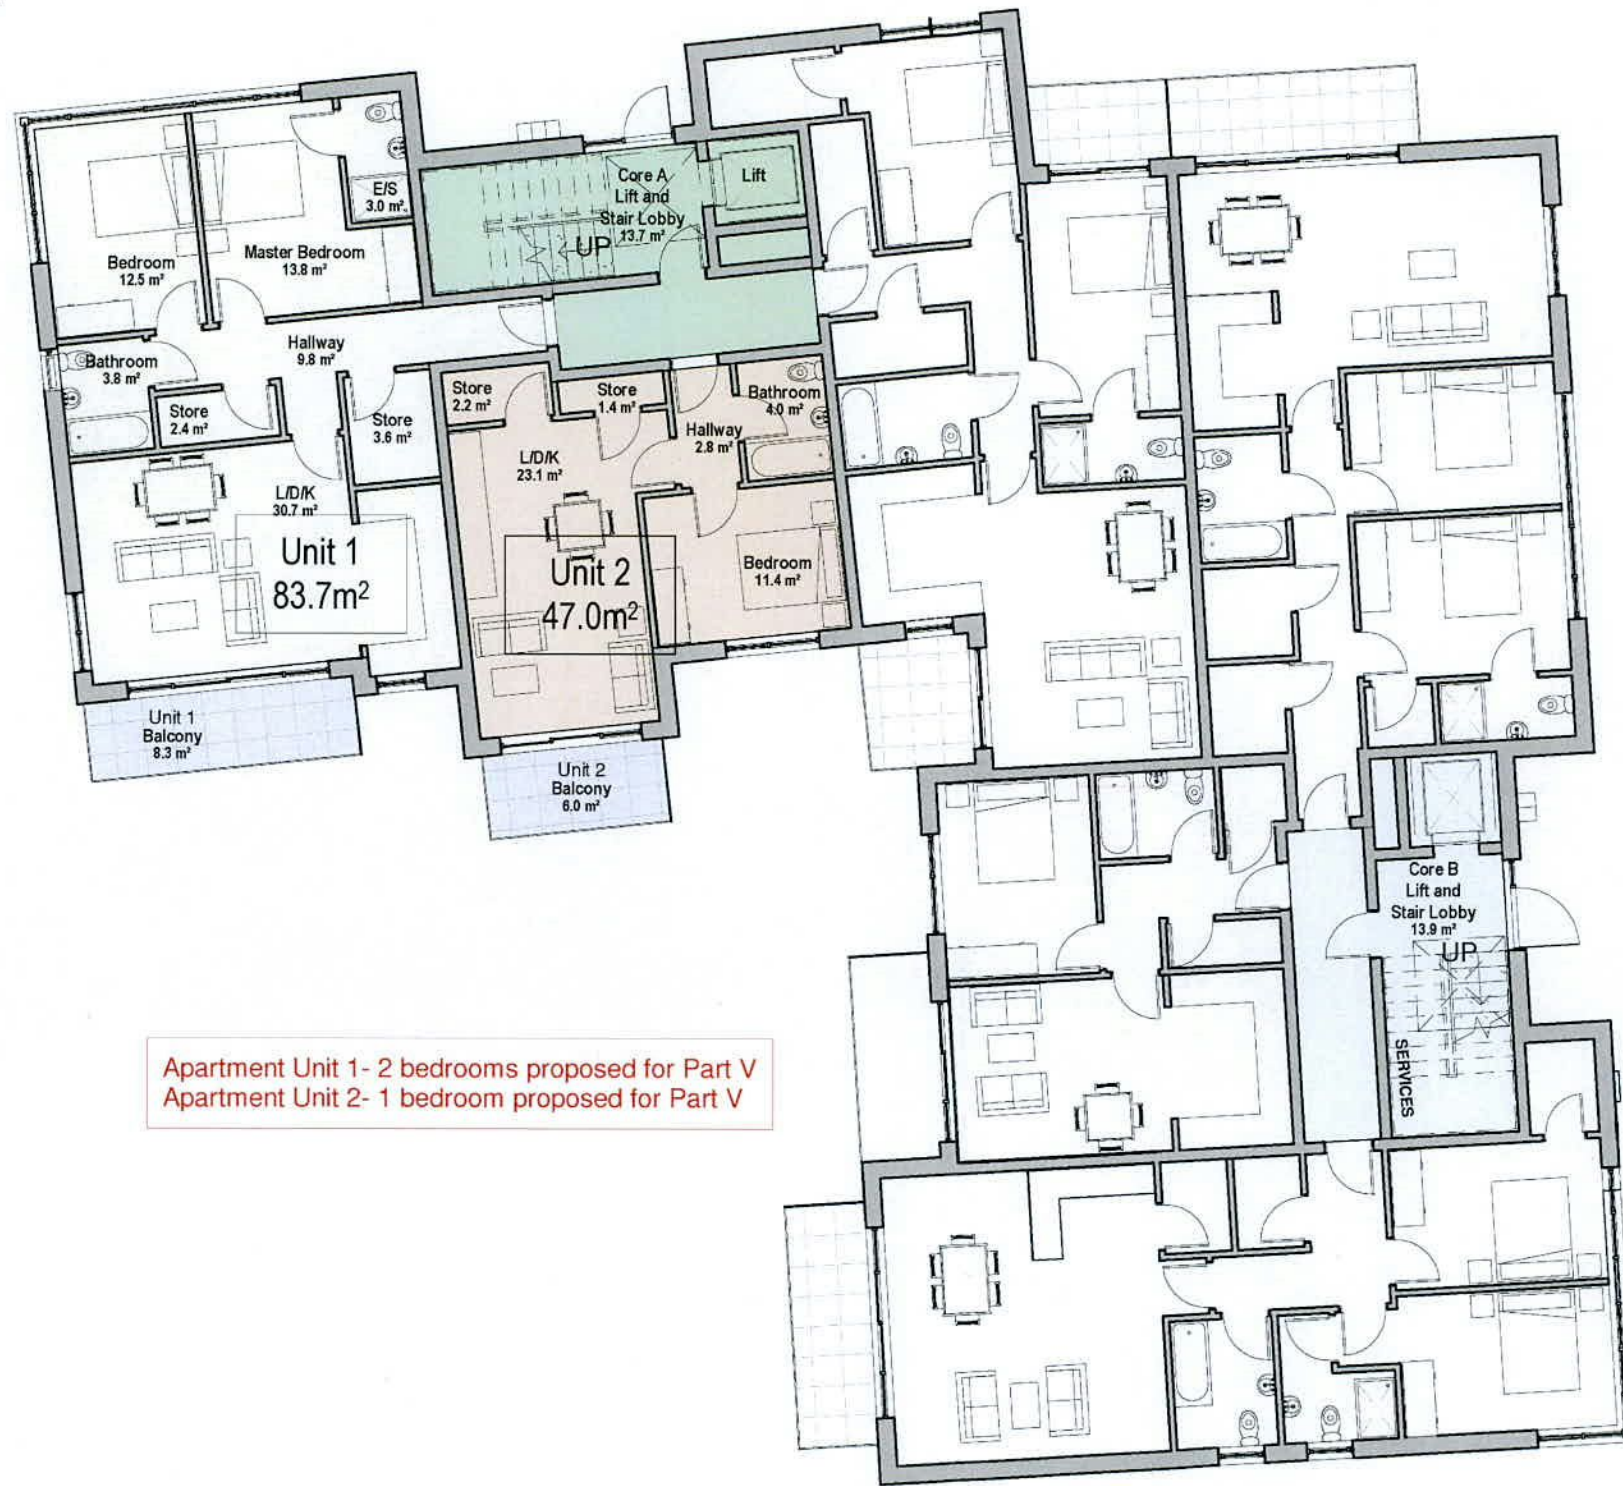 E/S
3.0 m²
Bedroom
12.5 m²
Master Bedroom
13.8 m²
Core A
Lift and
Stair Lobby
13.7 m²
UP
Lift
Hallway
9.8 m²
Bathroom
3.8 m²
Store
2.4 m²
Store
3.6 m²
L/D/K
30.7 m²
Unit 1
83.7m²
Unit 1
Balcony
8.3 m²
Store
2.2 m²
Store
1.4 m²
Bathroom
4.0 m²
Hallway
2.8 m²
L/D/K
23.1 m²
Bedroom
11.4 m²
Unit 2
47.0m²
Unit 2
Balcony
6.0 m²
Core B
Lift and
Stair Lobby
13.9 m²
UP
SERVICES
Apartment Unit 1- 2 bedrooms proposed for Part V
Apartment Unit 2- 1 bedroom proposed for Part V